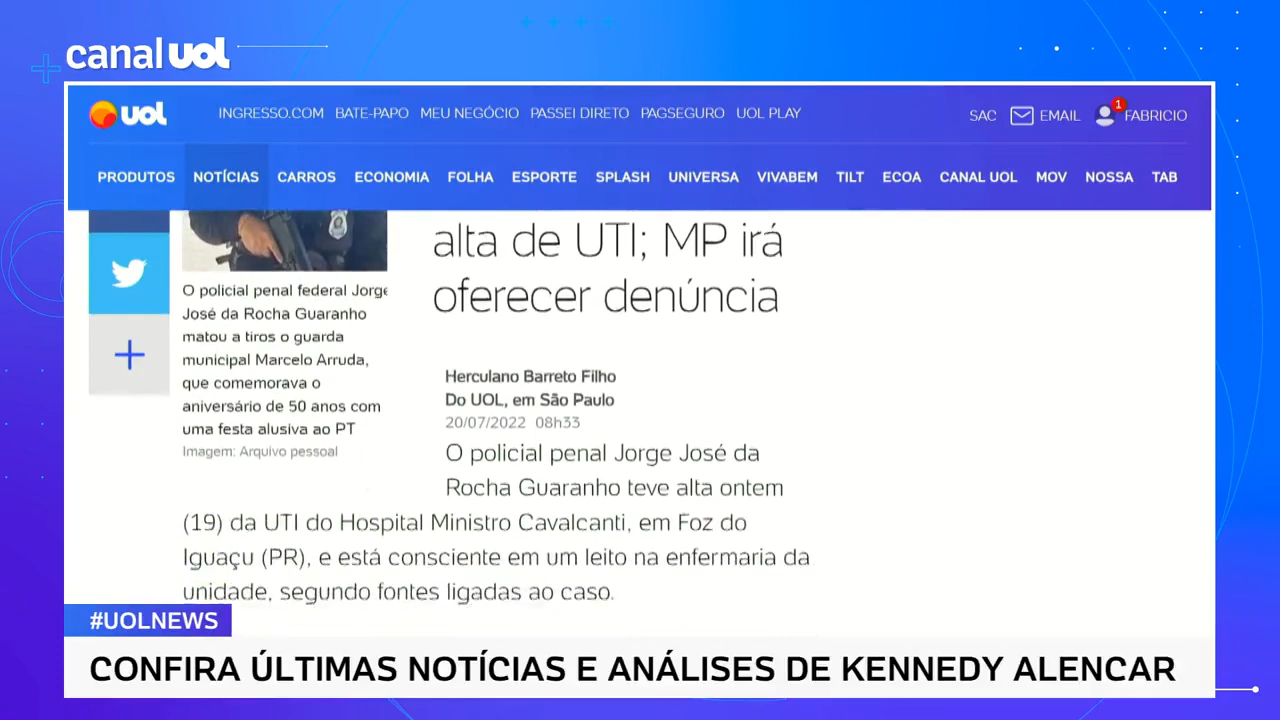 canal uol
uol
INGRESSO.COM BATE-PAPO MEU NEGÓCIO PASSEI DIRETO PAGSEGURO UOL PLAY
SAC EMAIL 1 FABRICIO
PRODUTOS NOTÍCIAS CARROS ECONOMIA FOLHA ESPORTE SPLASH UNIVERSA VIVABEM TILT ECOA CANAL UOL MOV NOSSA TAB
alta de UTI; MP irá
oferecer denúncia
O policial penal federal Jorge
José da Rocha Guaranho
matou a tiros o guarda
municipal Marcelo Arruda,
que comemorava o
aniversário de 50 anos com
uma festa alusiva ao PT
Imagem: Arquivo pessoal
Herculano Barreto Filho
Do UOL, em São Paulo
20/07/2022 08h33
O policial penal Jorge José da
Rocha Guaranho teve alta ontem
(19) da UTI do Hospital Ministro Cavalcanti, em Foz do
Iguaçu (PR), e está consciente em um leito na enfermaria da
unidade, segundo fontes ligadas ao caso.
#UOLNEWS
CONFIRA ÚLTIMAS NOTÍCIAS E ANÁLISES DE KENNEDY ALENCAR